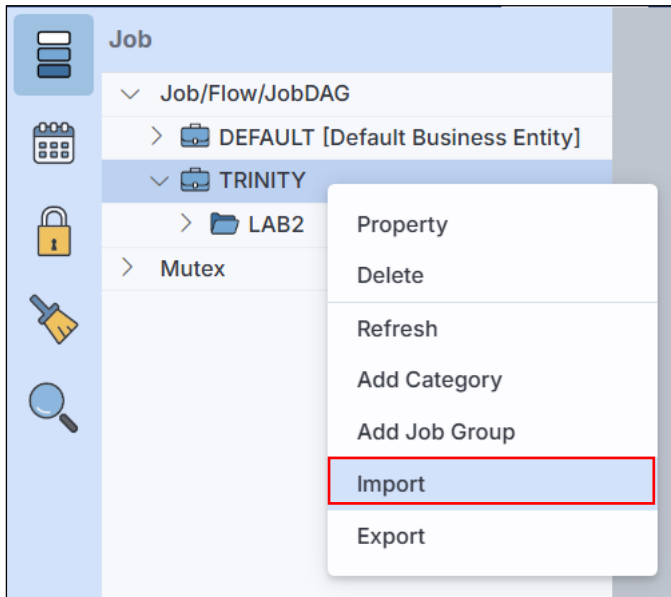 Job
Job/Flow/JobDAG
DEFAULT [Default Business Entity]
TRINITY
LAB2
Mutex
Property
Delete
Refresh
Add Category
Add Job Group
Import
Export